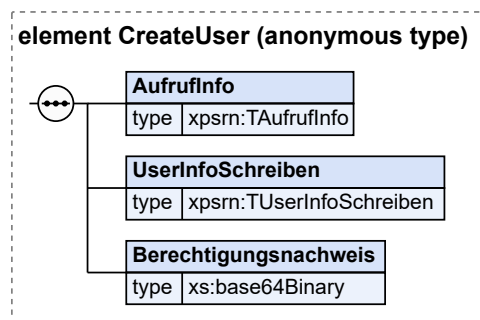 element CreateUser (anonymous type)
AufrufInfo
type xpsrn:TAufrufInfo
UserInfoSchreiben
type xpsrn:TUserInfoSchreiben
Berechtigungsnachweis
type xs:base64Binary